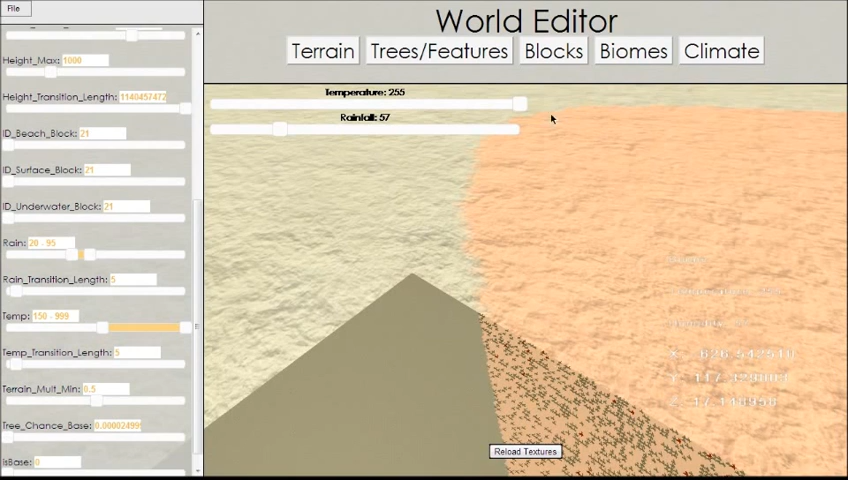 File
World Editor
Terrain
Trees/Features
Blocks
Biomes
Climate
Height_Max: 1000
Height_Transition_Length: 1140457472
ID_Beach_Block: 21
ID_Surface_Block: 21
ID_Underwater_Block: 21
Rain: 20 - 95
Rain_Transition_Length: 5
Temp: 150 - 999
Temp_Transition_Length: 5
Terrain_Mult_Min: 0.5
Tree_Chance_Base: 0.00002499
isBase: 0
Temperature: 255
Rainfall: 57
Reload Textures